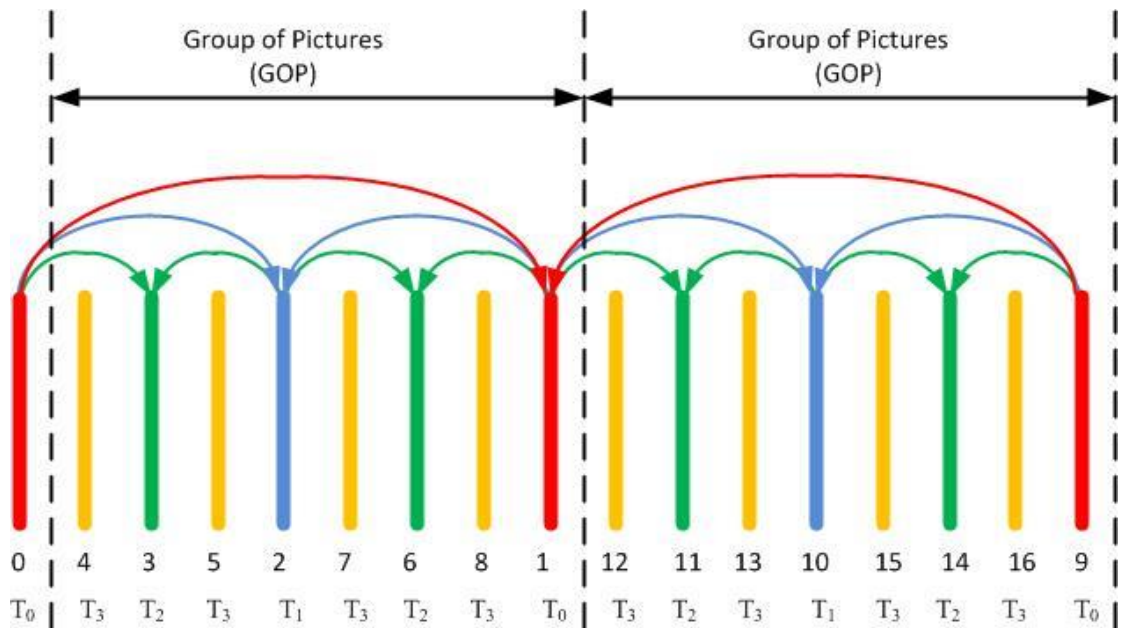 Group of Pictures
(GOP)
Group of Pictures
(GOP)
0 4 3 5 2 7 6 8 1 12 11 13 10 15 14 16 9
T₀ T₃ T₂ T₃ T₁ T₃ T₂ T₃ T₀ T₃ T₂ T₃ T₁ T₃ T₂ T₃ T₀